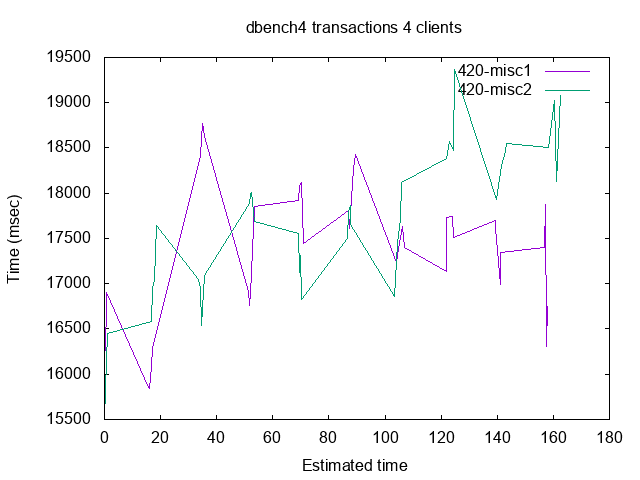 dbench4 transactions 4 clients
19500
19000
18500
18000
17500
17000
16500
16000
15500
0 20 40 60 80 100 120 140 160 180
Time (msec)
Estimated time
420-misc1
420-misc2